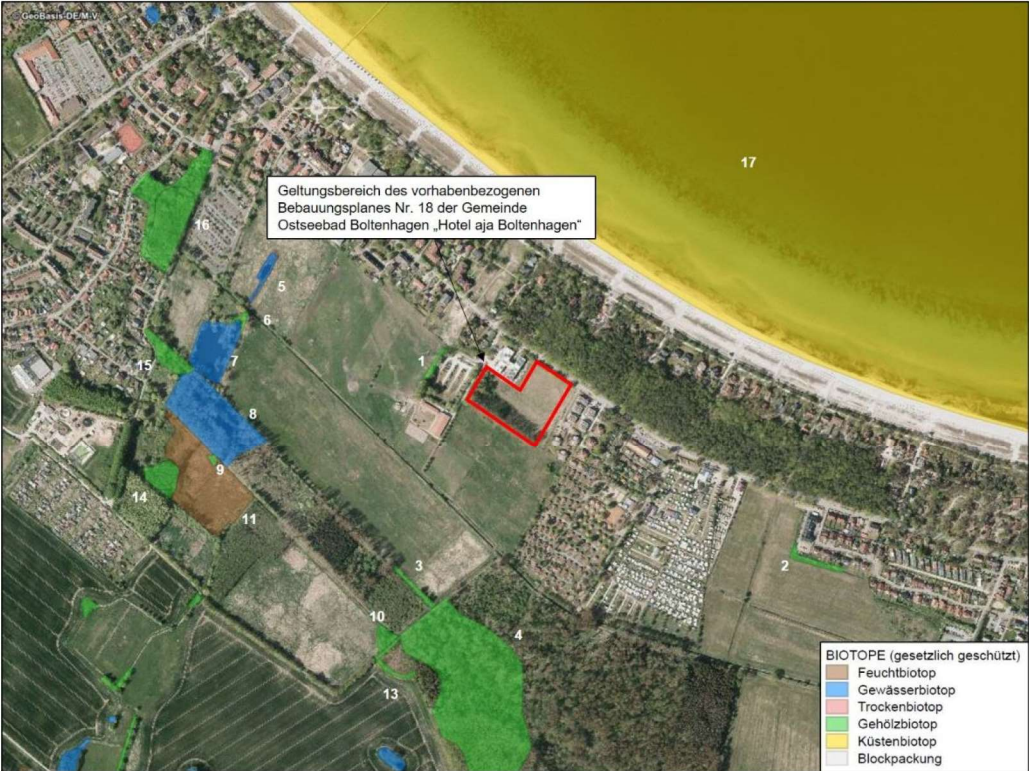 © GeoBasis-DE/M-V
17
Geltungsbereich des vorhabenbezogenen
Bebauungsplanes Nr. 18 der Gemeinde
Ostseebad Boltenhagen „Hotel aja Boltenhagen“
16
5
6
1
15
7
8
9
14
11
3
2
10
4
13
BIOTOPE (gesetzlich geschützt)
Feuchtbiotop
Gewässerbiotop
Trockenbiotop
Gehölzbiotop
Küstenbiotop
Blockpackung